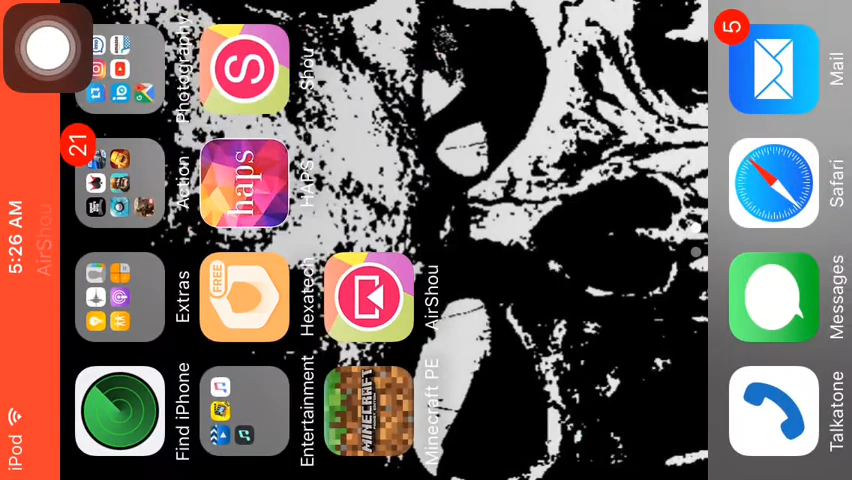 iPod 5:26 AM
AirShou
21
Find iPhone Extras Action Photography
FREE haps S
Entertainment Hexatech HAPS Shou
MINECRAFT
Minecraft PE AirShou
5
Talkatone Messages Safari Mail